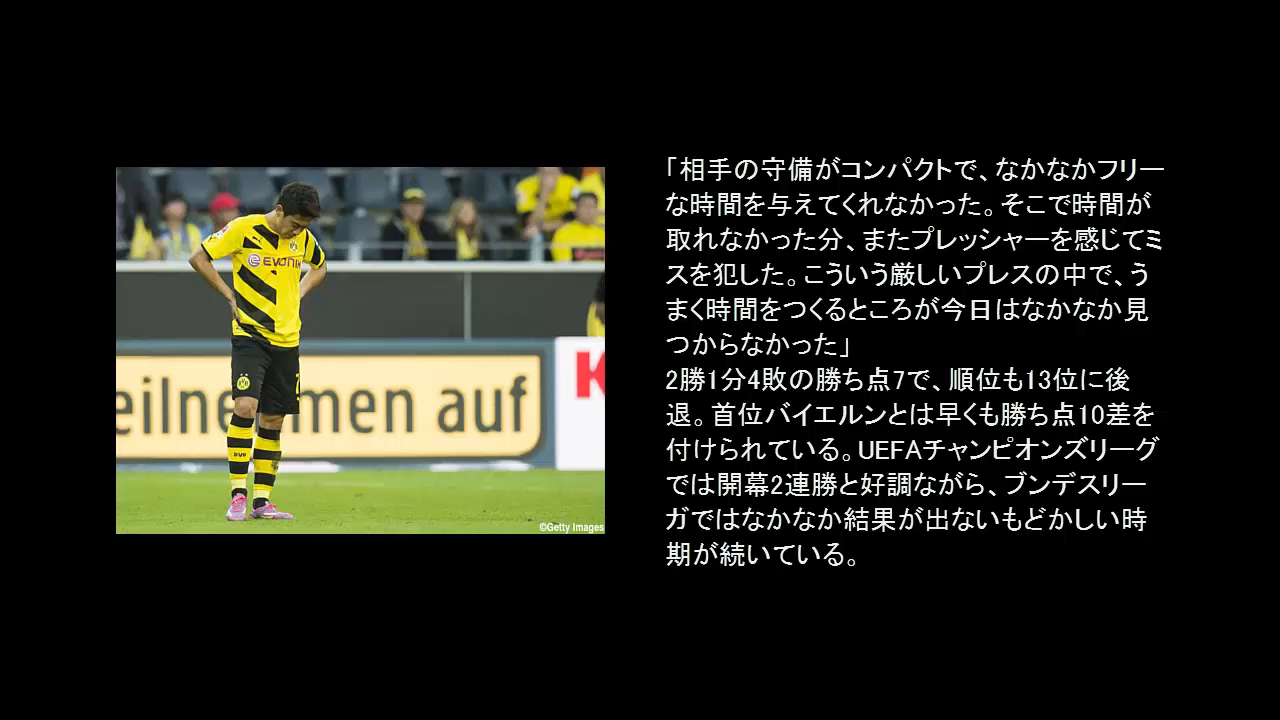 「相手の守備がコンパクトで、なかなかフリー
な時間を与えてくれなかった。そこで時間が
取れなかった分、またプレッシャーを感じてミ
スを犯した。こういう厳しいプレスの中で、う
まく時間をつくるところが今日はなかなか見
つからなかった」
2勝1分4敗の勝ち点7で、順位も13位に後
退。首位バイエルンとは早くも勝ち点10差を
付けられている。UEFAチャンピオンズリーグ
では開幕2連勝と好調ながら、ブンデスリー
ガではなかなか結果が出ないもどかしい時
期が続いている。
EVONIK
BVB
eilnehmen auf
K
©Getty Images